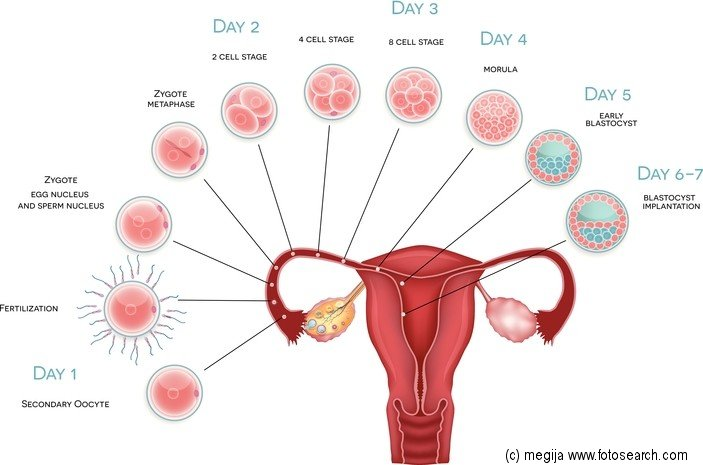 DAY 1
SECONDARY OOCYTE
FERTILIZATION
ZYGOTE
EGG NUCLEUS
AND SPERM NUCLEUS
ZYGOTE
METAPHASE
DAY 2
2 CELL STAGE
4 CELL STAGE
DAY 3
8 CELL STAGE
DAY 4
MORULA
DAY 5
EARLY
BLASTOCYST
DAY 6-7
BLASTOCYST
IMPLANTATION
(c) megija www.fotosearch.com